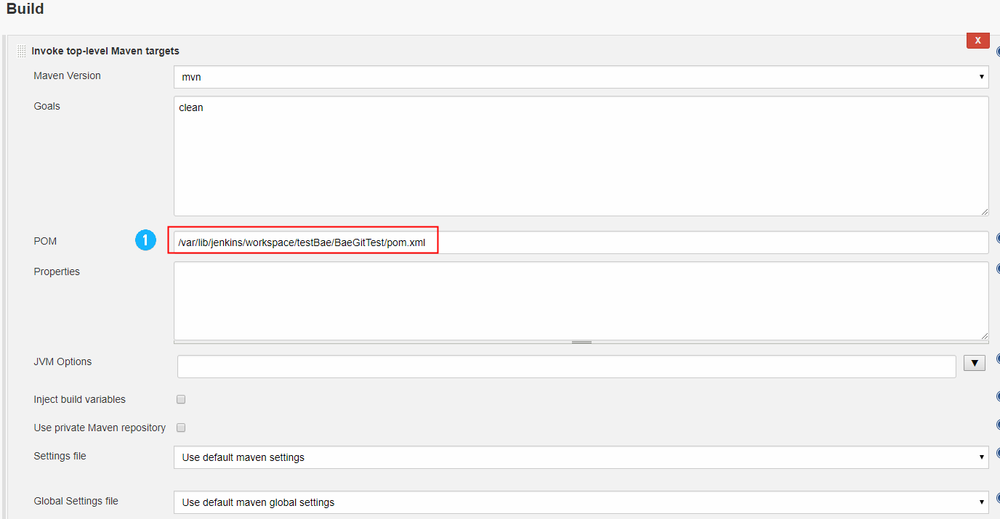 Build
Invoke top-level Maven targets
X
Maven Version
mvn
Goals
clean
POM
1
/var/lib/jenkins/workspace/testBae/BaeGitTest/pom.xml
Properties
JVM Options
Inject build variables
Use private Maven repository
Settings file
Use default maven settings
Global Settings file
Use default maven global settings